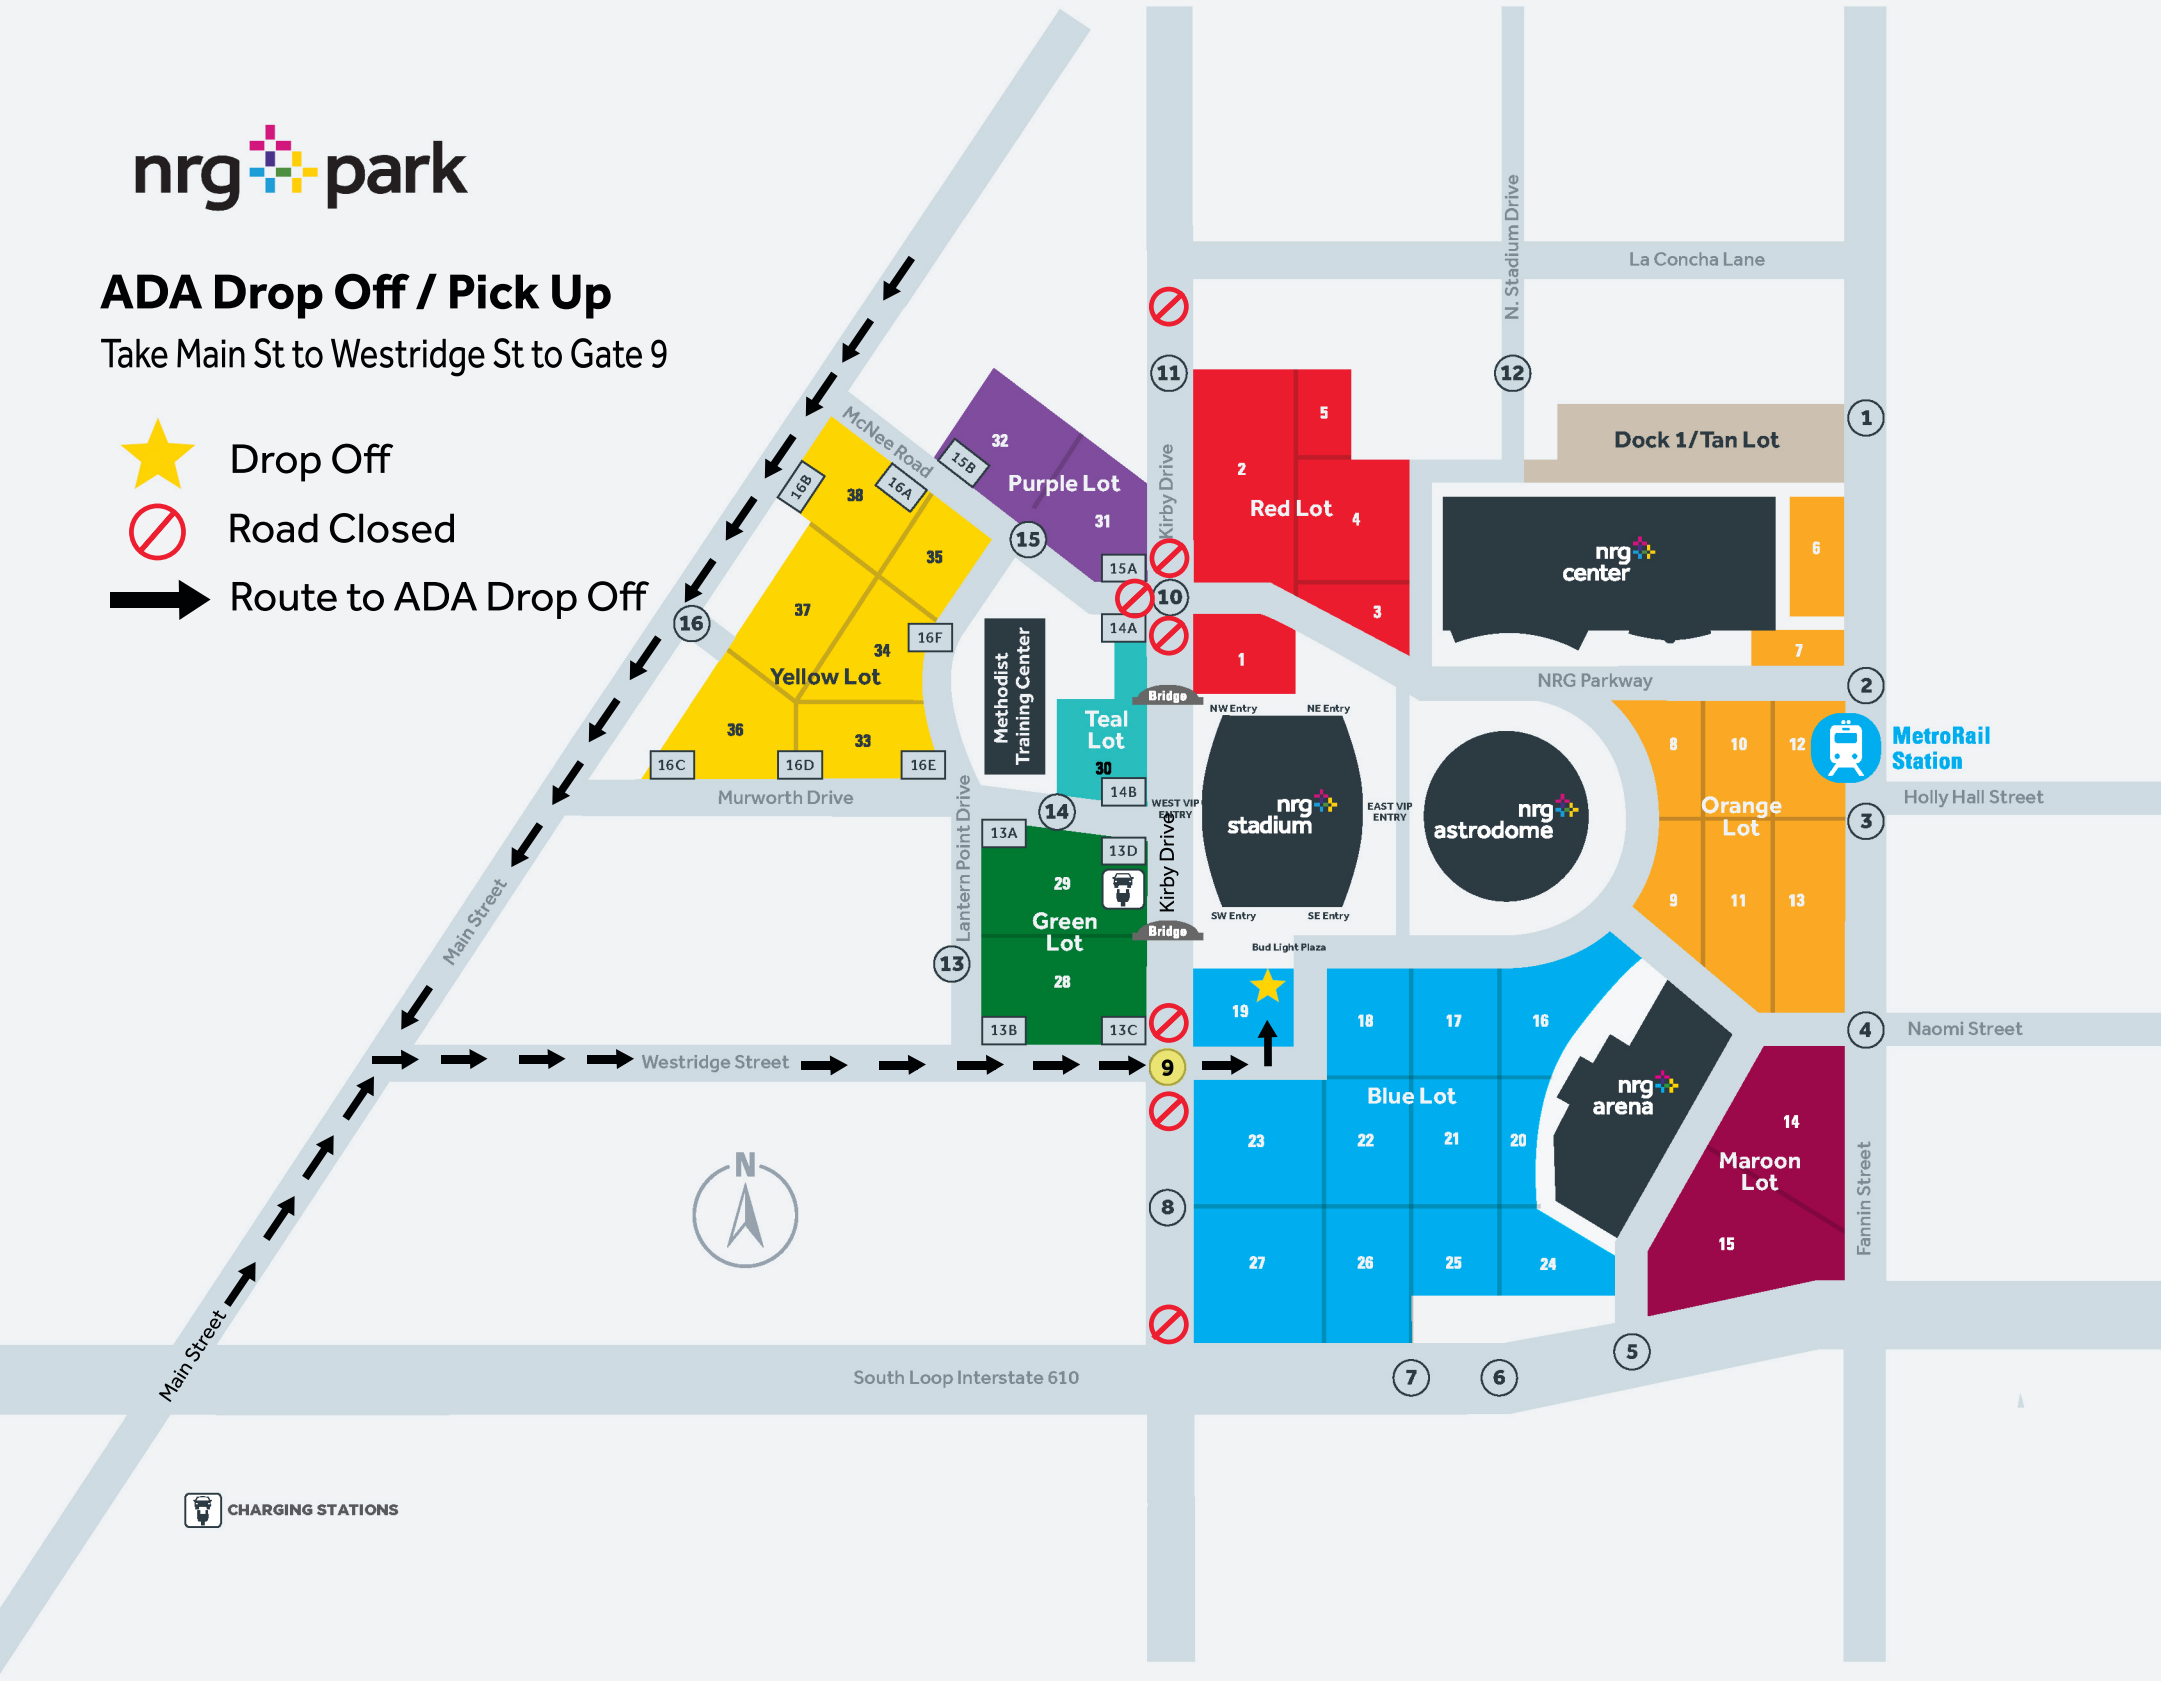 nrg park
ADA Drop Off / Pick Up
Take Main St to Westridge St to Gate 9
Drop Off
Road Closed
Route to ADA Drop Off
La Concha Lane
N. Stadium Drive
11
12
1
5
2
Red Lot
4
3
1
Dock 1/Tan Lot
nrg
center
6
7
NRG Parkway
2
McNee Road
32
Purple Lot
31
15B
15A
15
Kirby Drive
10
14A
16B
16A
38
35
37
34
16F
Yellow Lot
36
33
16C
16D
16E
16
Murworth Drive
Methodist
Training Center
Teal
Lot
30
14B
14
Bridge
NW Entry
NE Entry
WEST VIP
ENTRY
nrg
stadium
EAST VIP
ENTRY
SW Entry
SE Entry
Bud Light Plaza
nrg
astrodome
8
10
12
Orange
Lot
9
11
13
MetroRail
Station
Holly Hall Street
3
Lantern Point Drive
13A
13D
29
Green
Lot
28
13B
13C
13
Kirby Drive
Bridge
Main Street
Westridge Street
9
19
18
17
16
Blue Lot
23
22
21
20
27
26
25
24
nrg
arena
4
Naomi Street
14
Maroon
Lot
15
Fannin Street
N
8
7
6
5
Main Street
South Loop Interstate 610
CHARGING STATIONS